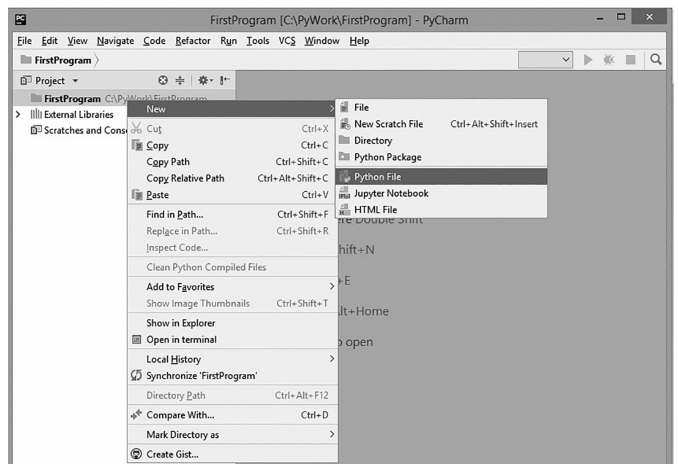 PC
FirstProgram [C:\PyWork\FirstProgram] - PyCharm
File Edit View Navigate Code Refactor Run Tools VCS Window Help
FirstProgram
Project
FirstProgram C:\PyWork\FirstProgram
External Libraries
Scratches and Cons
New
Cut Ctrl+X
Copy Ctrl+C
Copy Path Ctrl+Shift+C
Copy Relative Path Ctrl+Alt+Shift+C
Paste Ctrl+V
Find in Path... Ctrl+Shift+F
Replace in Path... Ctrl+Shift+R
Inspect Code...
Clean Python Compiled Files
Add to Favorites
Show Image Thumbnails Ctrl+Shift+T
Show in Explorer
Open in terminal
Local History
Synchronize 'FirstProgram'
Directory Path Ctrl+Alt+F12
Compare With... Ctrl+D
Mark Directory as
Create Gist...
File
New Scratch File Ctrl+Alt+Shift+Insert
Directory
Python Package
Python File
Jupyter Notebook
HTML File
ere Double Shift
hift+N
+E
lt+Home
o open